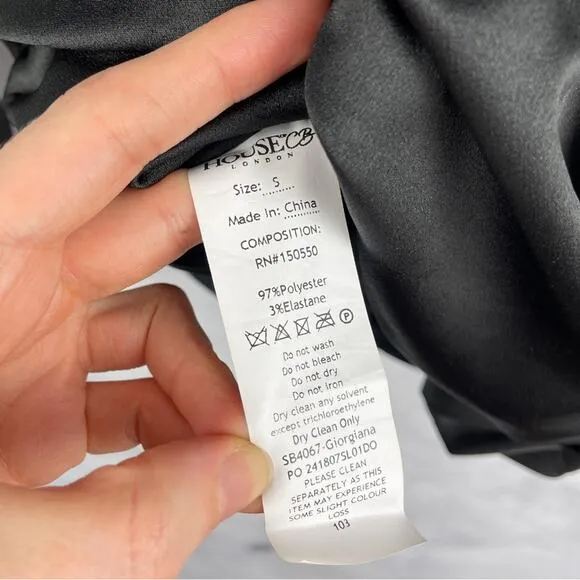 HOUSE OF CB
LONDON
Size: S
Made In: China
COMPOSITION:
RN#150550
97%Polyester
3%Elastane
P
Do not wash
Do not bleach
Do not dry
Do not iron
Dry clean any solvent
except trichloroethylene
Dry Clean Only
SB4067-Giorgiana
PO 241807SL01DO
PLEASE CLEAN
SEPARATELY AS THIS
ITEM MAY EXPERIENCE
SOME SLIGHT COLOUR
LOSS
103